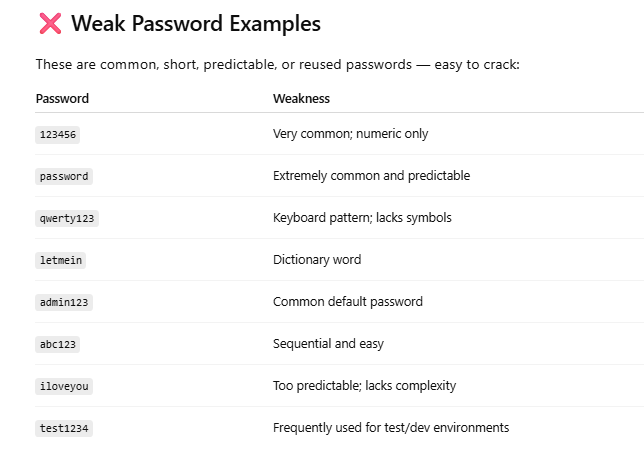 ❌ Weak Password Examples
These are common, short, predictable, or reused passwords — easy to crack:
Password Weakness
123456 Very common; numeric only
password Extremely common and predictable
qwerty123 Keyboard pattern; lacks symbols
letmein Dictionary word
admin123 Common default password
abc123 Sequential and easy
iloveyou Too predictable; lacks complexity
test1234 Frequently used for test/dev environments